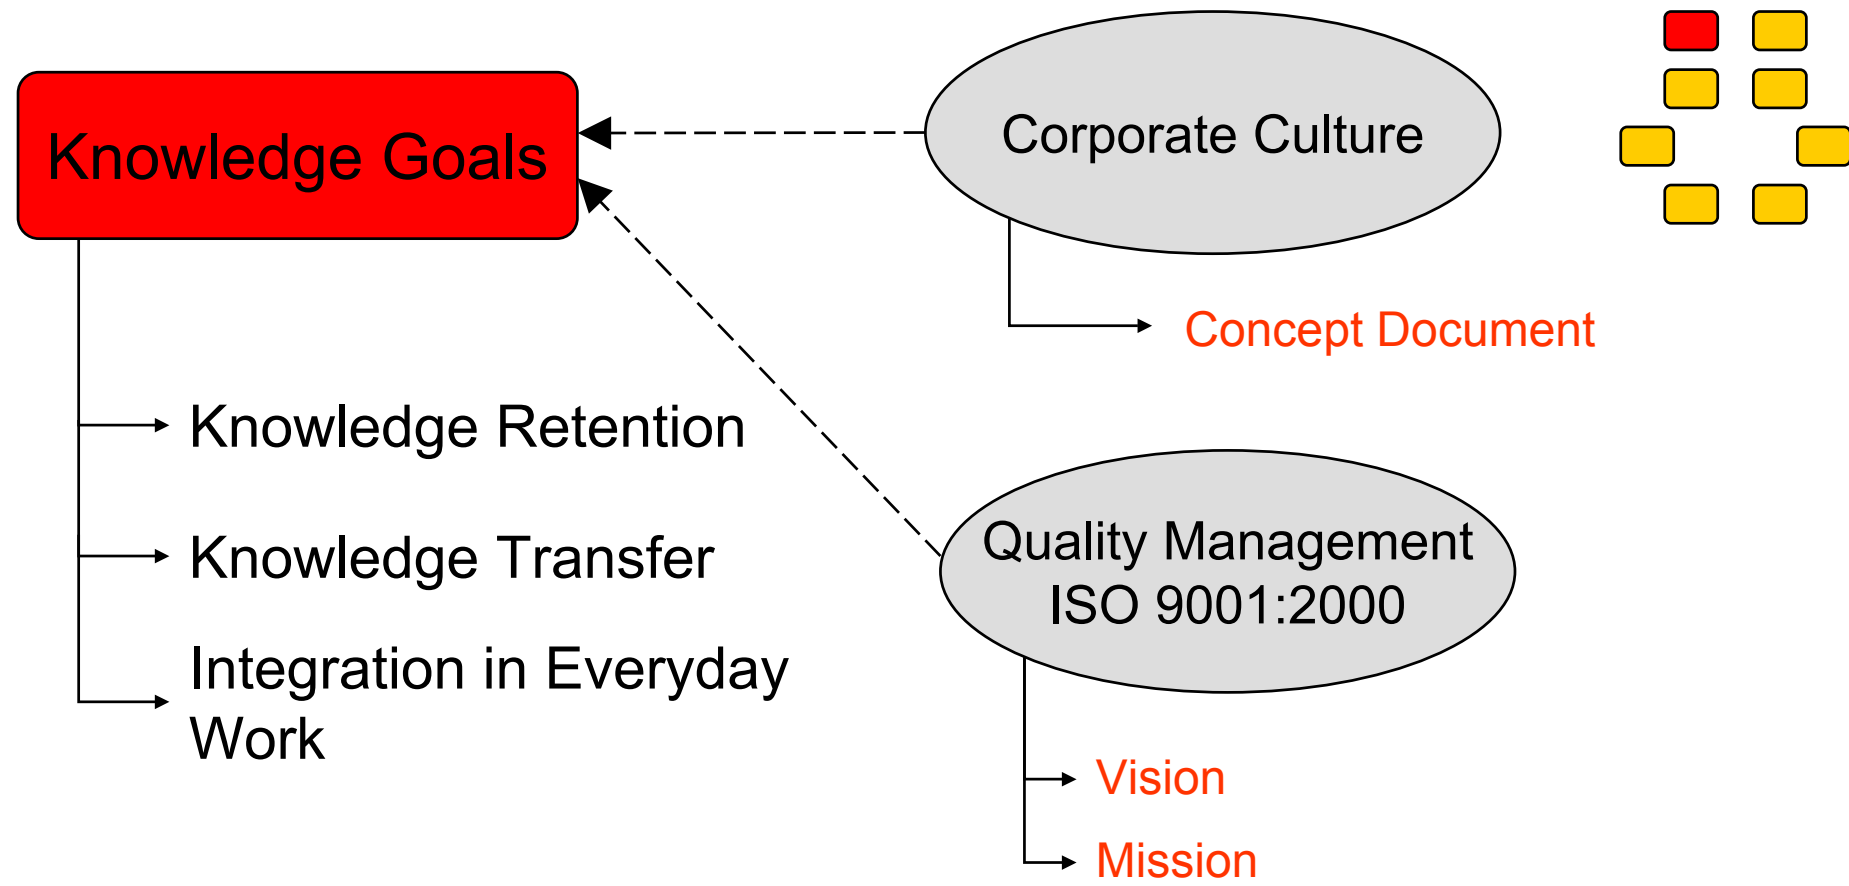 Knowledge Goals
Corporate Culture
Concept Document
Knowledge Retention
Knowledge Transfer
Integration in Everyday
Work
Quality Management
ISO 9001:2000
Vision
Mission